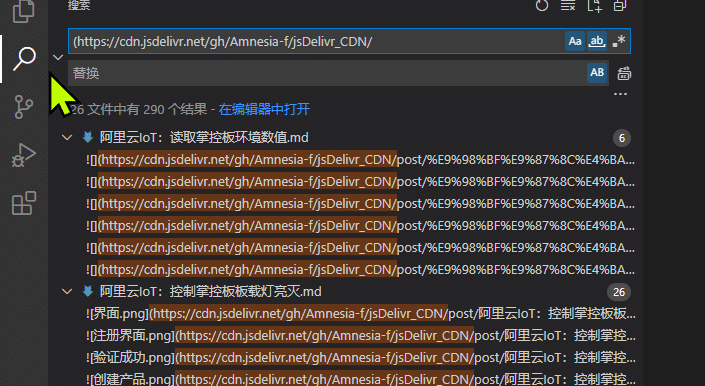 搜索
(https://cdn.jsdelivr.net/gh/Amnesia-f/jsDelivr_CDN/
Aa ab .*
替换
AB
26 文件中有 290 个结果 - 在编辑器中打开
阿里云IoT：读取掌控板环境数值.md 6
![](https://cdn.jsdelivr.net/gh/Amnesia-f/jsDelivr_CDN/post/%E9%98%BF%E9%87%8C%E4%BA...
![](https://cdn.jsdelivr.net/gh/Amnesia-f/jsDelivr_CDN/post/%E9%98%BF%E9%87%8C%E4%BA...
![](https://cdn.jsdelivr.net/gh/Amnesia-f/jsDelivr_CDN/post/%E9%98%BF%E9%87%8C%E4%BA...
![](https://cdn.jsdelivr.net/gh/Amnesia-f/jsDelivr_CDN/post/%E9%98%BF%E9%87%8C%E4%BA...
![](https://cdn.jsdelivr.net/gh/Amnesia-f/jsDelivr_CDN/post/%E9%98%BF%E9%87%8C%E4%BA...
![](https://cdn.jsdelivr.net/gh/Amnesia-f/jsDelivr_CDN/post/%E9%98%BF%E9%87%8C%E4%BA...
阿里云IoT：控制掌控板板载灯亮灭.md 26
![界面.png](https://cdn.jsdelivr.net/gh/Amnesia-f/jsDelivr_CDN/post/阿里云IoT：控制掌控板板...
![注册界面.png](https://cdn.jsdelivr.net/gh/Amnesia-f/jsDelivr_CDN/post/阿里云IoT：控制掌控...
![验证成功.png](https://cdn.jsdelivr.net/gh/Amnesia-f/jsDelivr_CDN/post/阿里云IoT：控制掌控...
![创建产品.png](https://cdn.jsdelivr.net/gh/Amnesia-f/jsDelivr_CDN/post/阿里云IoT：控制掌控...